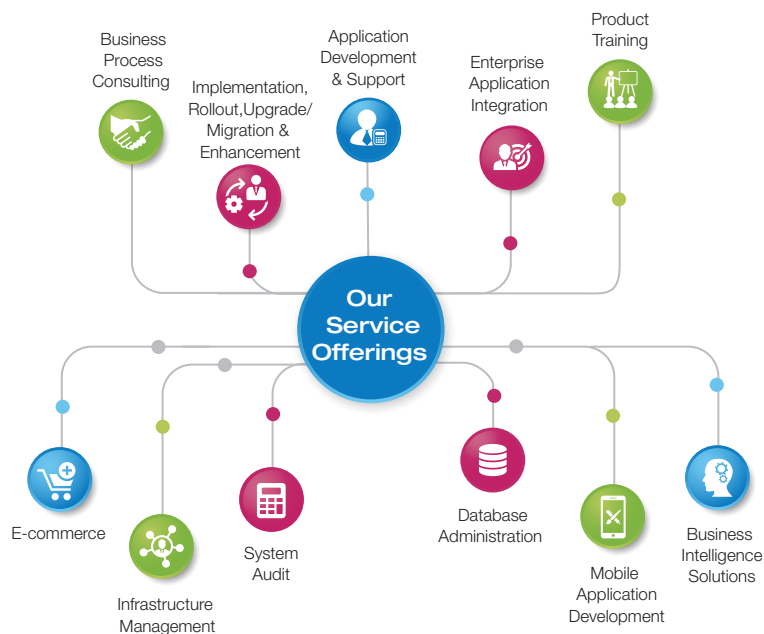 Business
Process
Consulting
Implementation,
Rollout,Upgrade/
Migration &
Enhancement
Application
Development
& Support
Enterprise
Application
Integration
Product
Training
Our
Service
Offerings
E-commerce
Infrastructure
Management
System
Audit
Database
Administration
Mobile
Application
Development
Business
Intelligence
Solutions